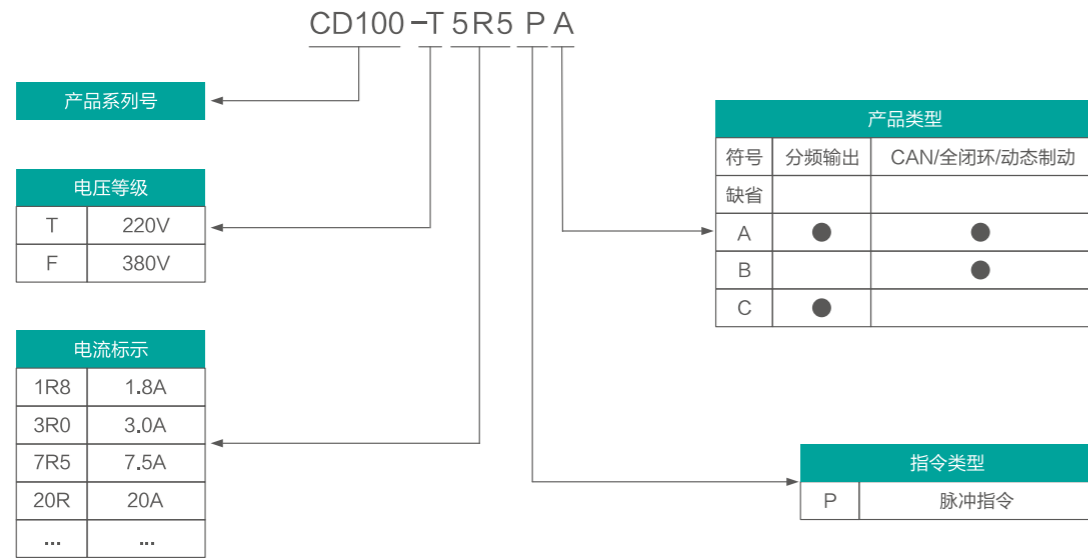 CD100-T 5R5 P A
产品系列号
电压等级
T 220V
F 380V
电流标示
1R8 1.8A
3R0 3.0A
7R5 7.5A
20R 20A
... ...
产品类型
符号 分频输出 CAN/全闭环/动态制动
缺省
A ● ●
B ●
C ●
指令类型
P 脉冲指令